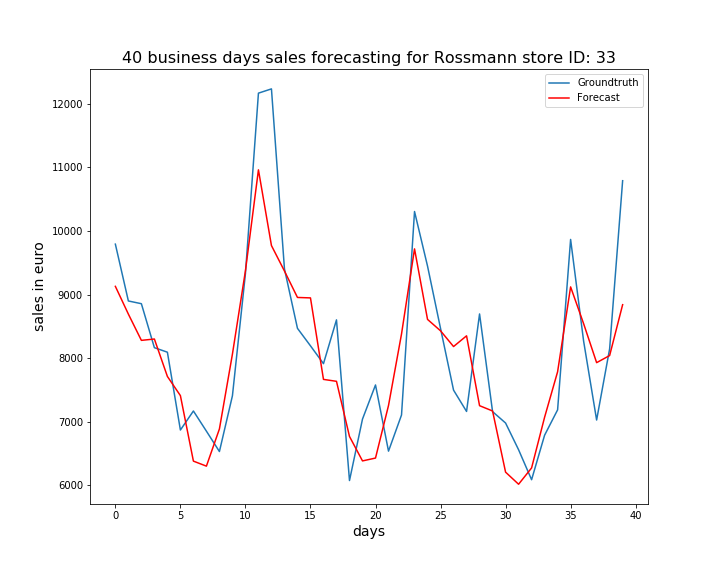 40 business days sales forecasting for Rossmann store ID: 33
Groundtruth
Forecast
sales in euro
12000
11000
10000
9000
8000
7000
6000
0 5 10 15 20 25 30 35 40
days